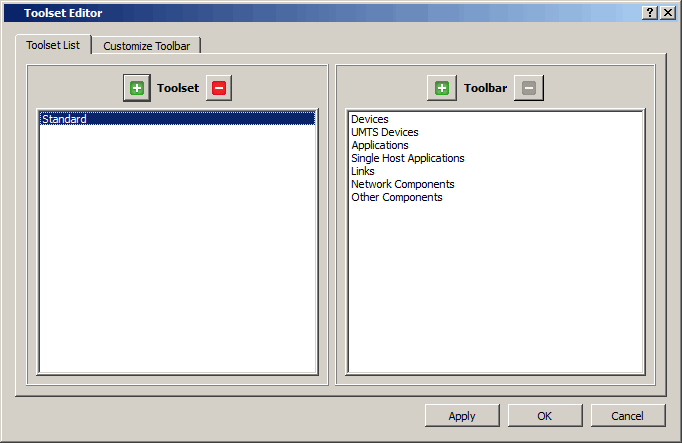 Toolset Editor
Toolset List
Customize Toolbar
Toolset
Toolbar
Standard
Devices
UMTS Devices
Applications
Single Host Applications
Links
Network Components
Other Components
Apply
OK
Cancel